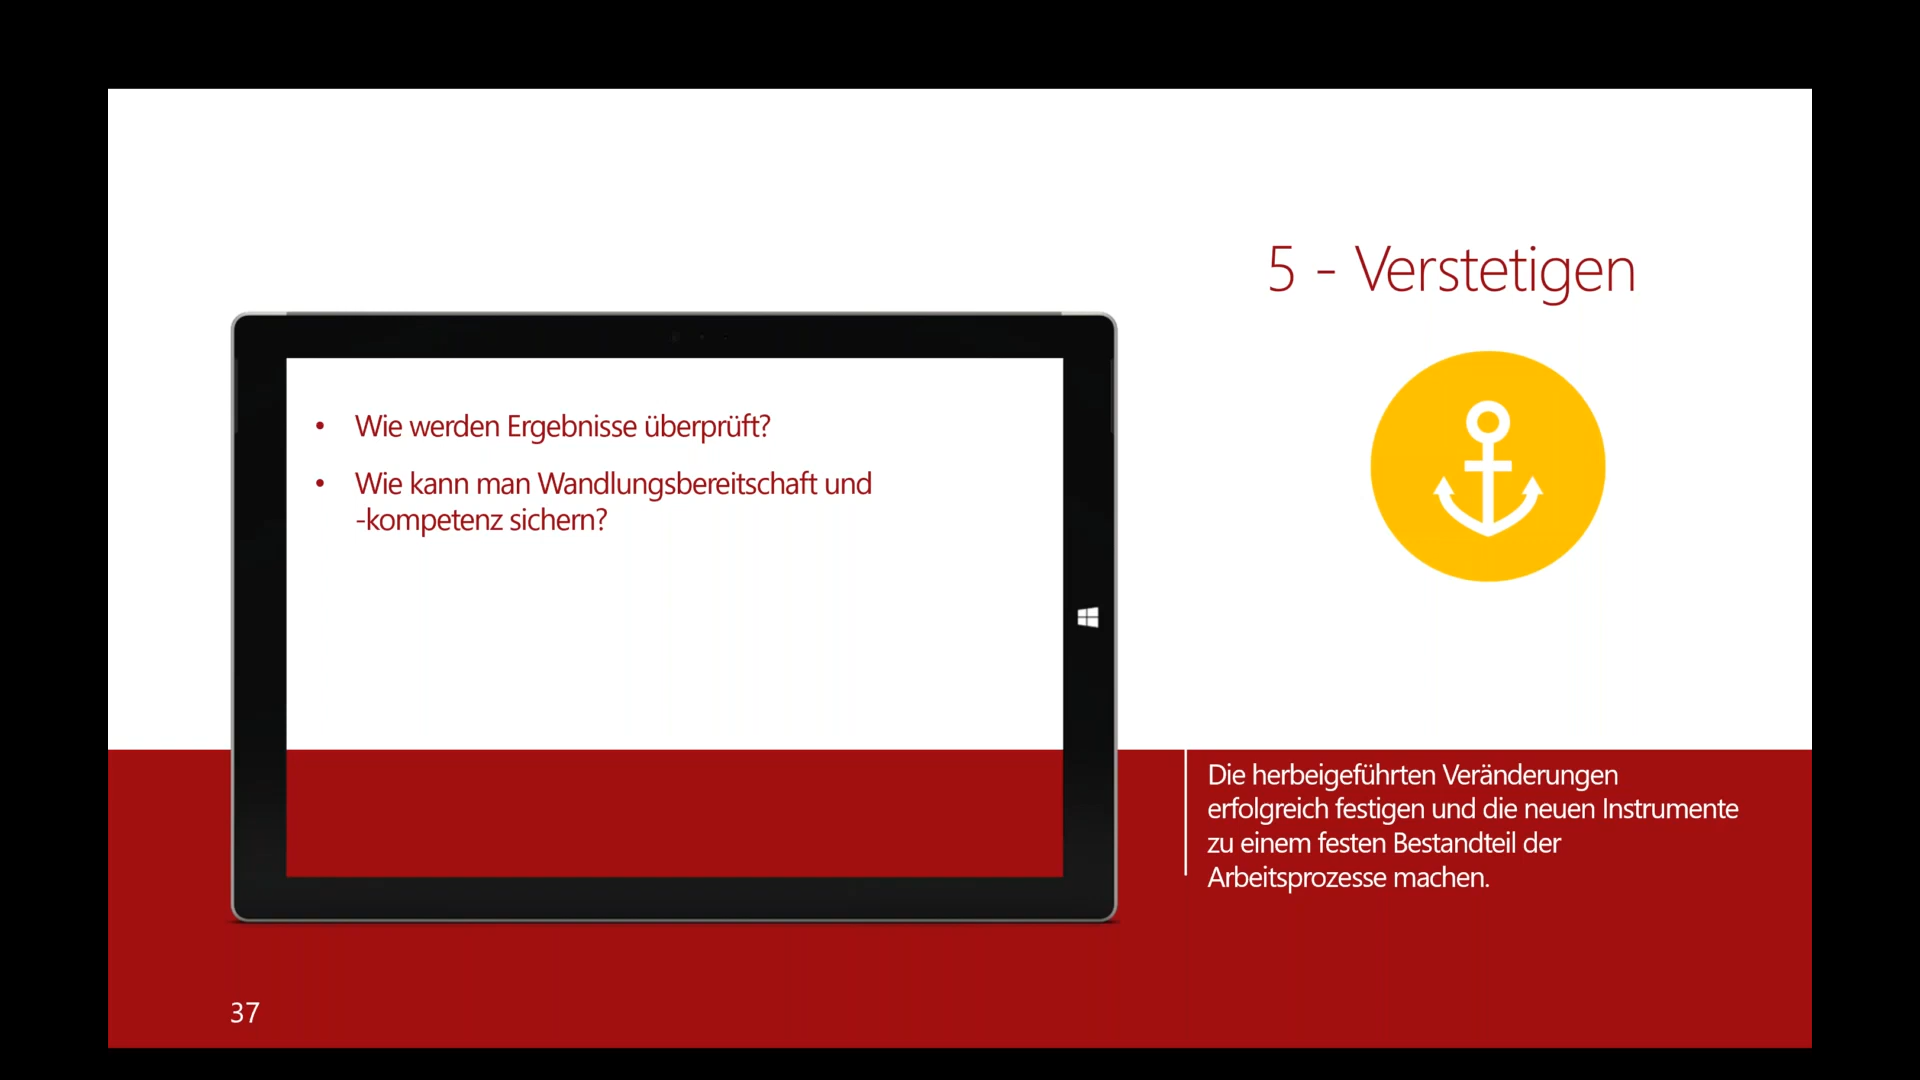 5 - Verstetigen
• Wie werden Ergebnisse überprüft?
• Wie kann man Wandlungsbereitschaft und
-kompetenz sichern?
Die herbeigeführten Veränderungen
erfolgreich festigen und die neuen Instrumente
zu einem festen Bestandteil der
Arbeitsprozesse machen.
37